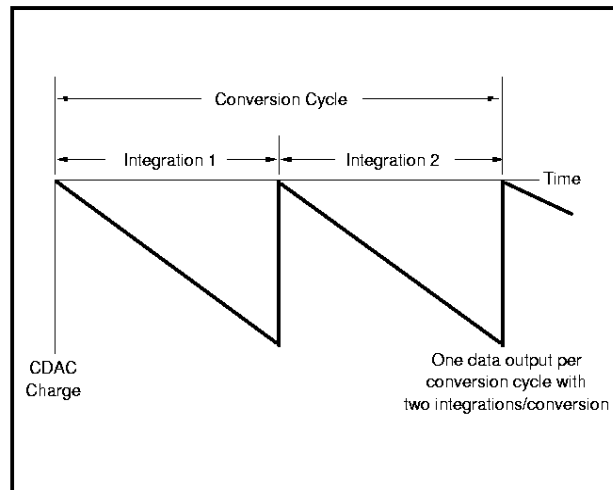 Conversion Cycle
Integration 1
Integration 2
Time
CDAC
Charge
One data output per
conversion cycle with
two integrations/conversion